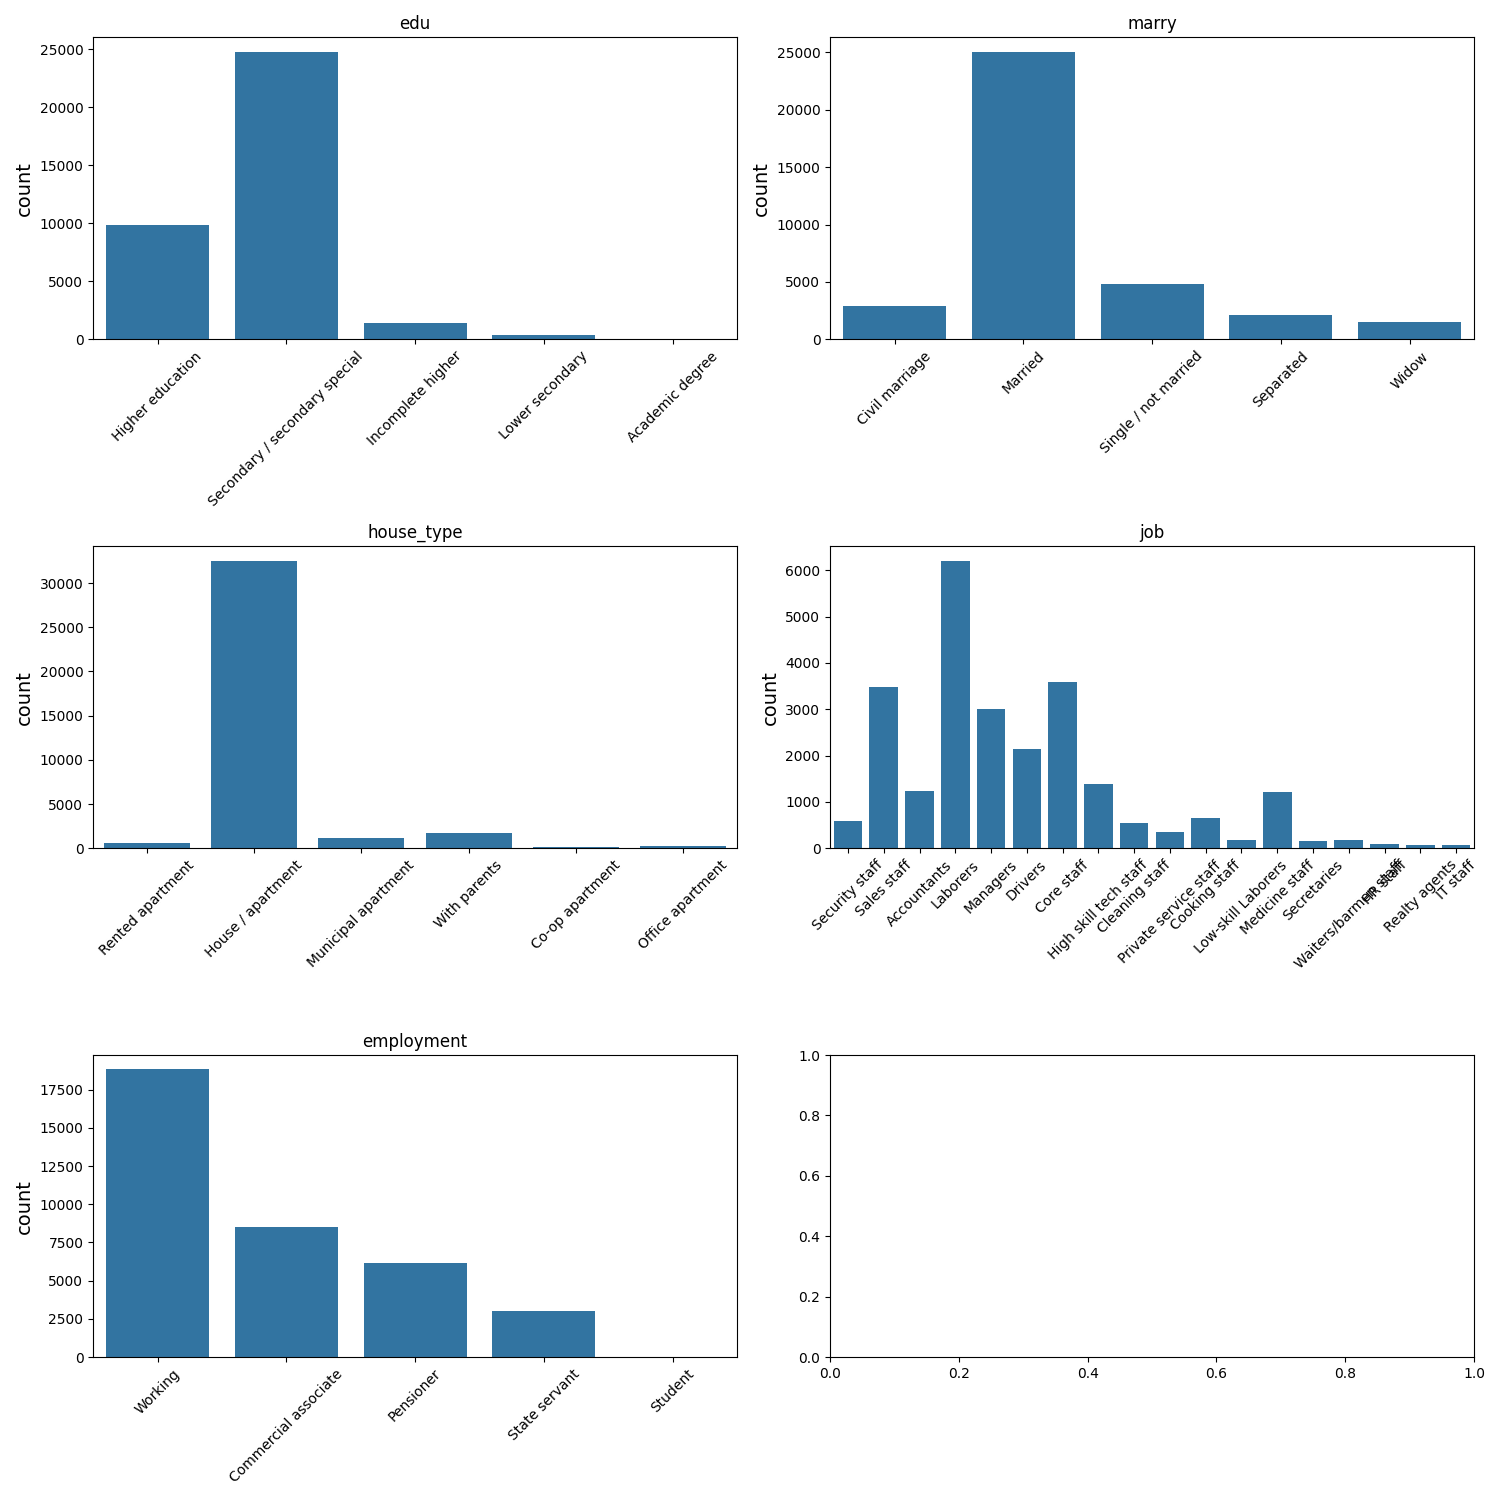 edu
25000
20000
15000
10000
5000
0
count
Higher education
Secondary / secondary special
Incomplete higher
Lower secondary
Academic degree
marry
25000
20000
15000
10000
5000
0
count
Civil marriage
Married
Single / not married
Separated
Widow
house_type
30000
25000
20000
15000
10000
5000
0
count
Rented apartment
House / apartment
Municipal apartment
With parents
Co-op apartment
Office apartment
job
6000
5000
4000
3000
2000
1000
0
count
Security staff
Sales staff
Accountants
Laborers
Managers
Drivers
Core staff
High skill tech staff
Cleaning staff
Private service staff
Cooking staff
Low-skill Laborers
Medicine staff
Secretaries
Waiters/barmen staff
HR staff
Realty agents
IT staff
employment
17500
15000
12500
10000
7500
5000
2500
0
count
Working
Commercial associate
Pensioner
State servant
Student
1.0
0.8
0.6
0.4
0.2
0.0
0.0 0.2 0.4 0.6 0.8 1.0